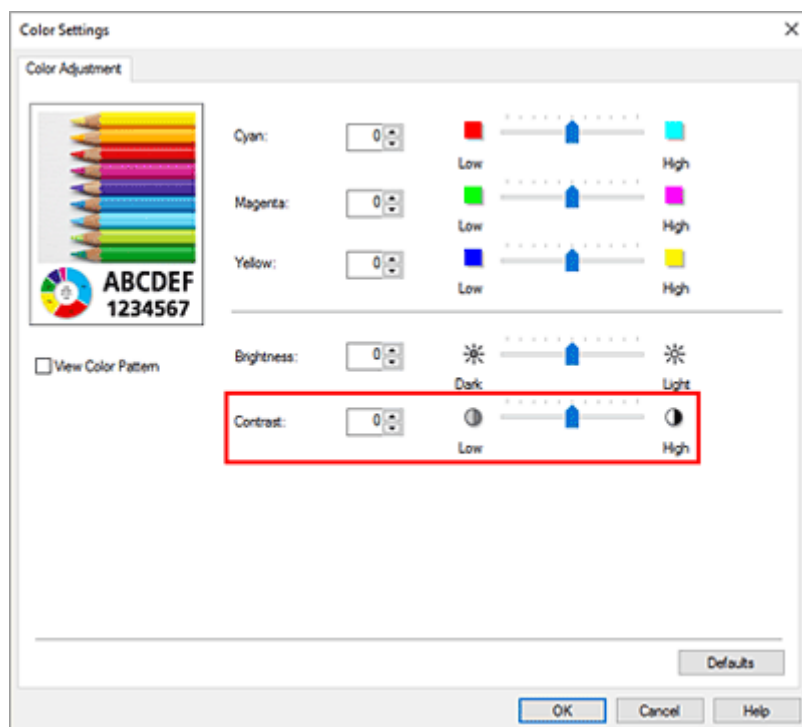 Color Settings
Color Adjustment
Cyan: 0
Low High
Magenta: 0
Low High
Yellow: 0
Low High
ABCDEF
1234567
View Color Pattern
Brightness: 0
Dark Light
Contrast: 0
Low High
Defaults
OK Cancel Help